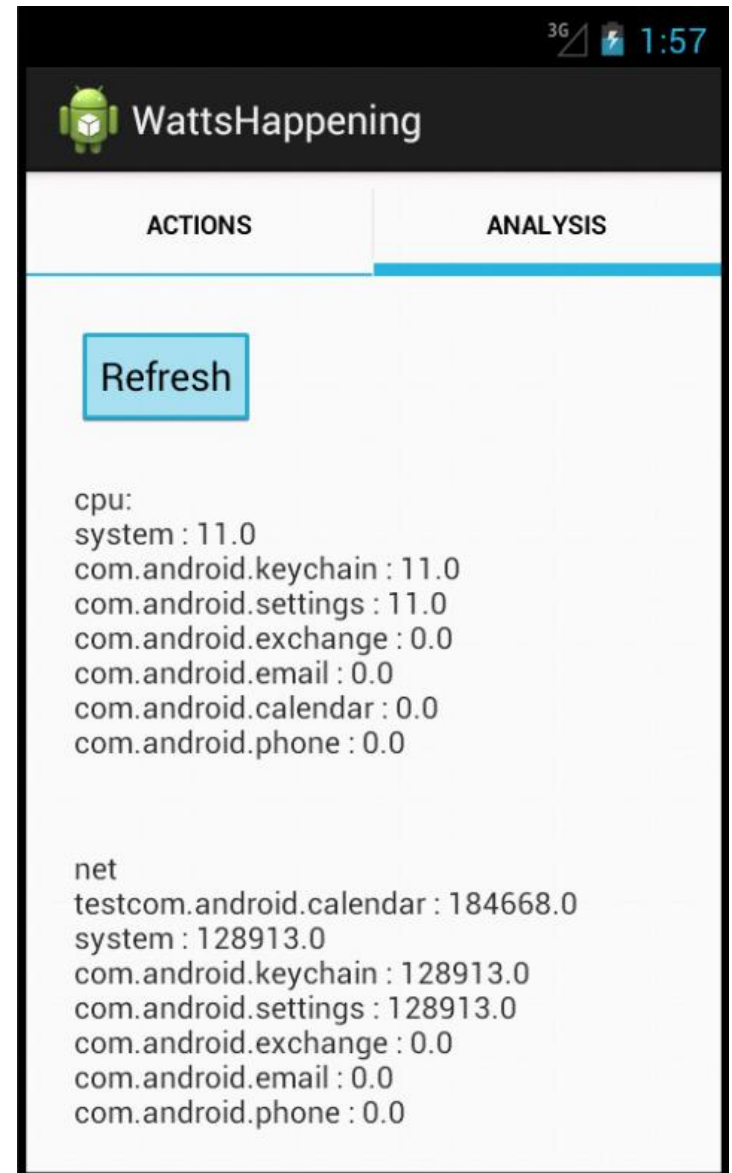 3G 1:57
WattsHappening
ACTIONS ANALYSIS
Refresh
cpu:
system : 11.0
com.android.keychain : 11.0
com.android.settings : 11.0
com.android.exchange : 0.0
com.android.email : 0.0
com.android.calendar : 0.0
com.android.phone : 0.0
net
testcom.android.calendar : 184668.0
system : 128913.0
com.android.keychain : 128913.0
com.android.settings : 128913.0
com.android.exchange : 0.0
com.android.email : 0.0
com.android.phone : 0.0